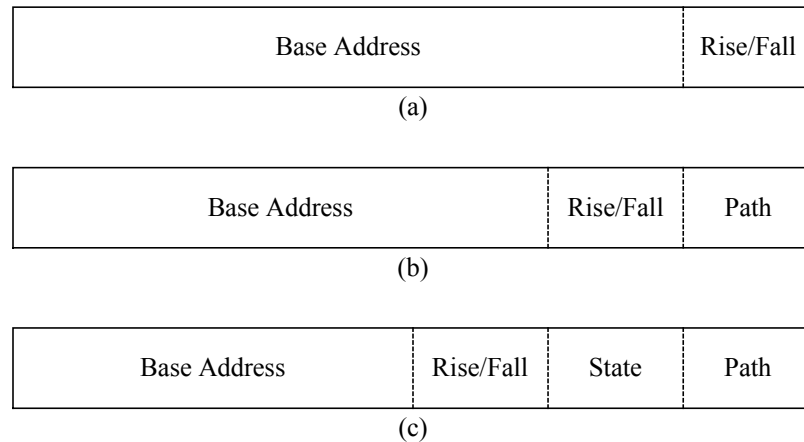 Base Address Rise/Fall
(a)
Base Address Rise/Fall Path
(b)
Base Address Rise/Fall State Path
(c)